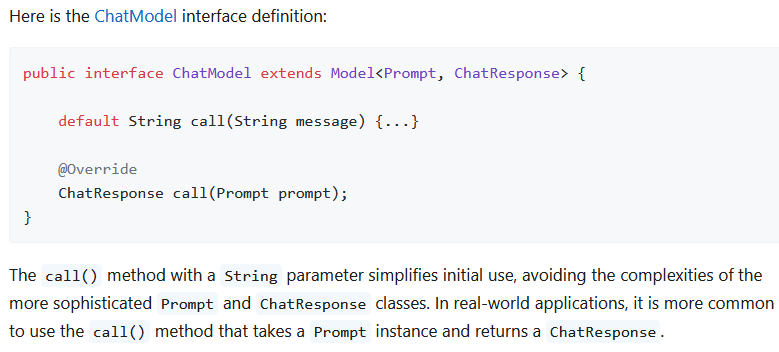 Here is the ChatModel interface definition:
public interface ChatModel extends Model<Prompt, ChatResponse> {
    default String call(String message) {...}
    @Override
    ChatResponse call(Prompt prompt);
}
The call() method with a String parameter simplifies initial use, avoiding the complexities of the
more sophisticated Prompt and ChatResponse classes. In real-world applications, it is more common
to use the call() method that takes a Prompt instance and returns a ChatResponse.